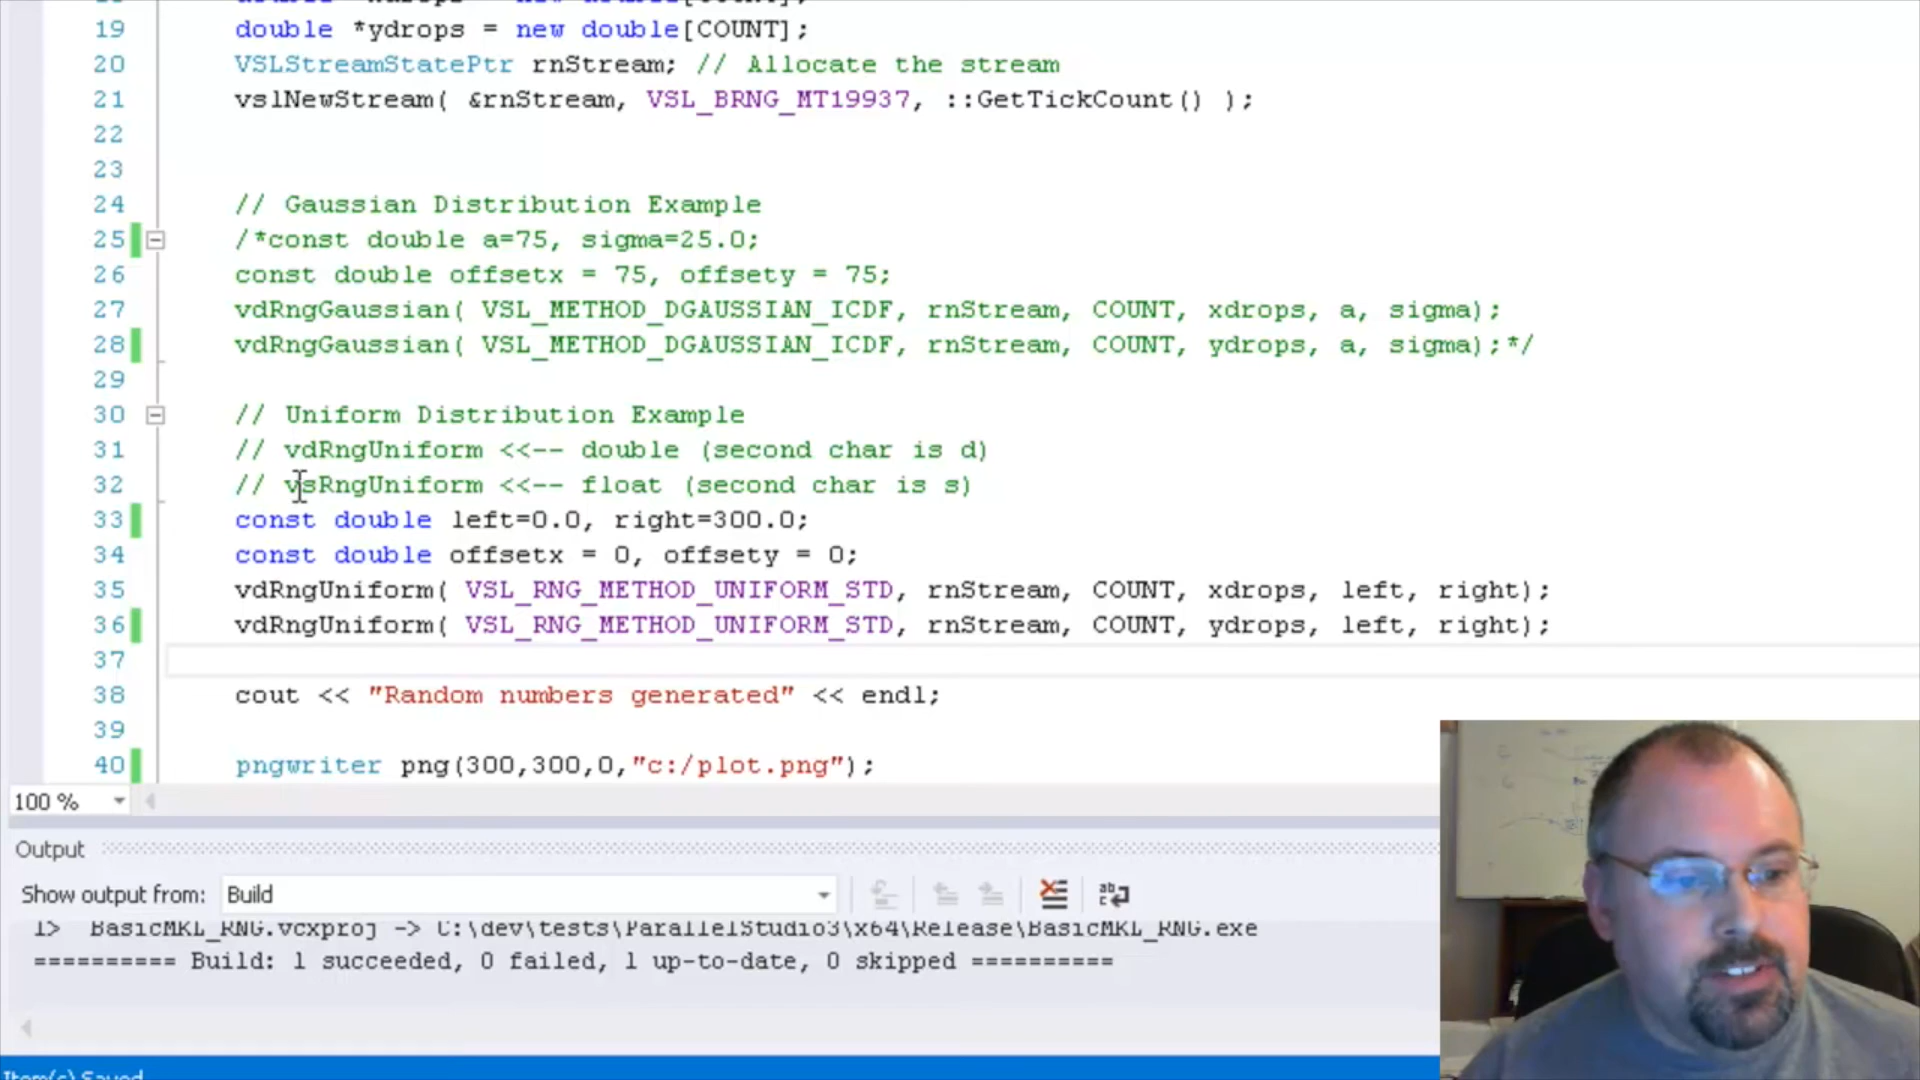 19 double *ydrops = new double[COUNT];
20 VSLStreamStatePtr rnStream; // Allocate the stream
21 vslNewStream( &rnStream, VSL_BRNG_MT19937, ::GetTickCount() );
22
23
24 // Gaussian Distribution Example
25 /*const double a=75, sigma=25.0;
26 const double offsetx = 75, offsety = 75;
27 vdRngGaussian( VSL_METHOD_DGAUSSIAN_ICDF, rnStream, COUNT, xdrops, a, sigma);
28 vdRngGaussian( VSL_METHOD_DGAUSSIAN_ICDF, rnStream, COUNT, ydrops, a, sigma);*/
29
30 // Uniform Distribution Example
31 // vdRngUniform <<-- double (second char is d)
32 // vsRngUniform <<-- float (second char is s)
33 const double left=0.0, right=300.0;
34 const double offsetx = 0, offsety = 0;
35 vdRngUniform( VSL_RNG_METHOD_UNIFORM_STD, rnStream, COUNT, xdrops, left, right);
36 vdRngUniform( VSL_RNG_METHOD_UNIFORM_STD, rnStream, COUNT, ydrops, left, right);
37
38 cout << "Random numbers generated" << endl;
39
40 pngwriter png(300,300,0,"c:/plot.png");
100 %
Output
Show output from: Build
1> BasicMKL_RNG.vcxproj -> C:\dev\tests\ParallelStudio3\x64\Release\BasicMKL_RNG.exe
========== Build: 1 succeeded, 0 failed, 1 up-to-date, 0 skipped ==========
Item(s) Saved